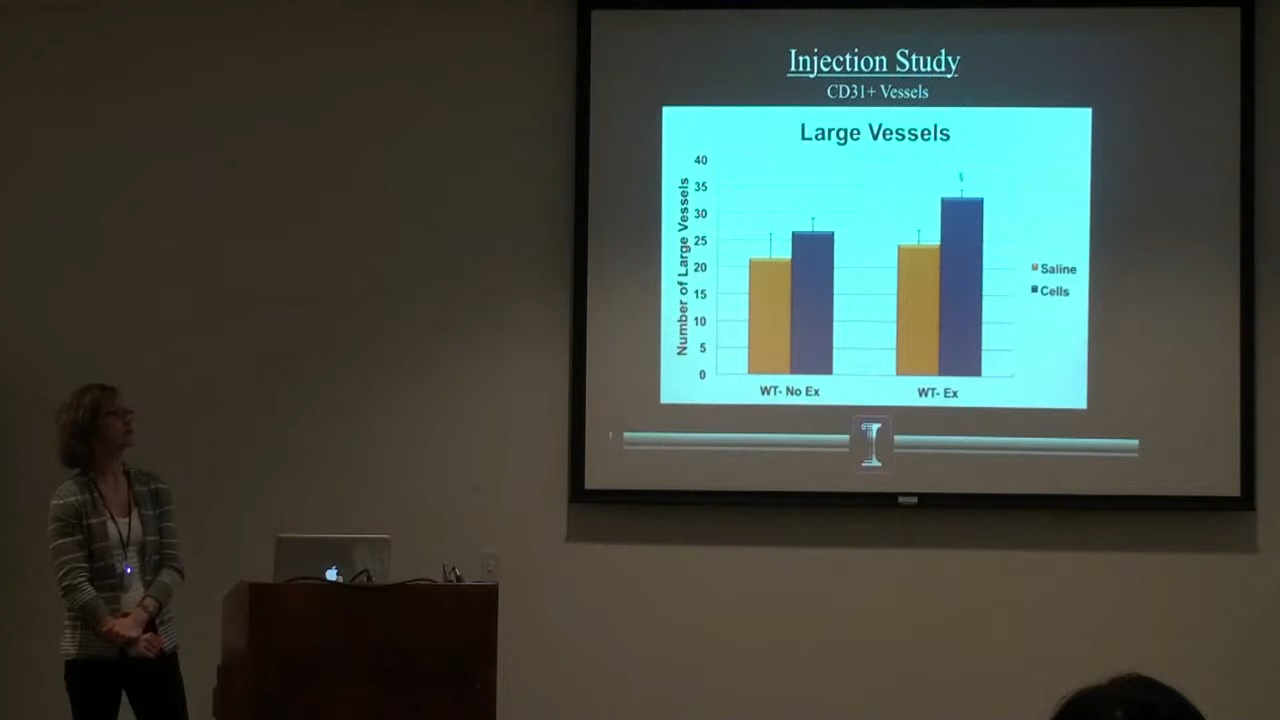 Injection Study
CD31+ Vessels
Large Vessels
Number of Large Vessels
40
35
30
25
20
15
10
5
0
§
WT- No Ex
WT- Ex
Saline
Cells
I